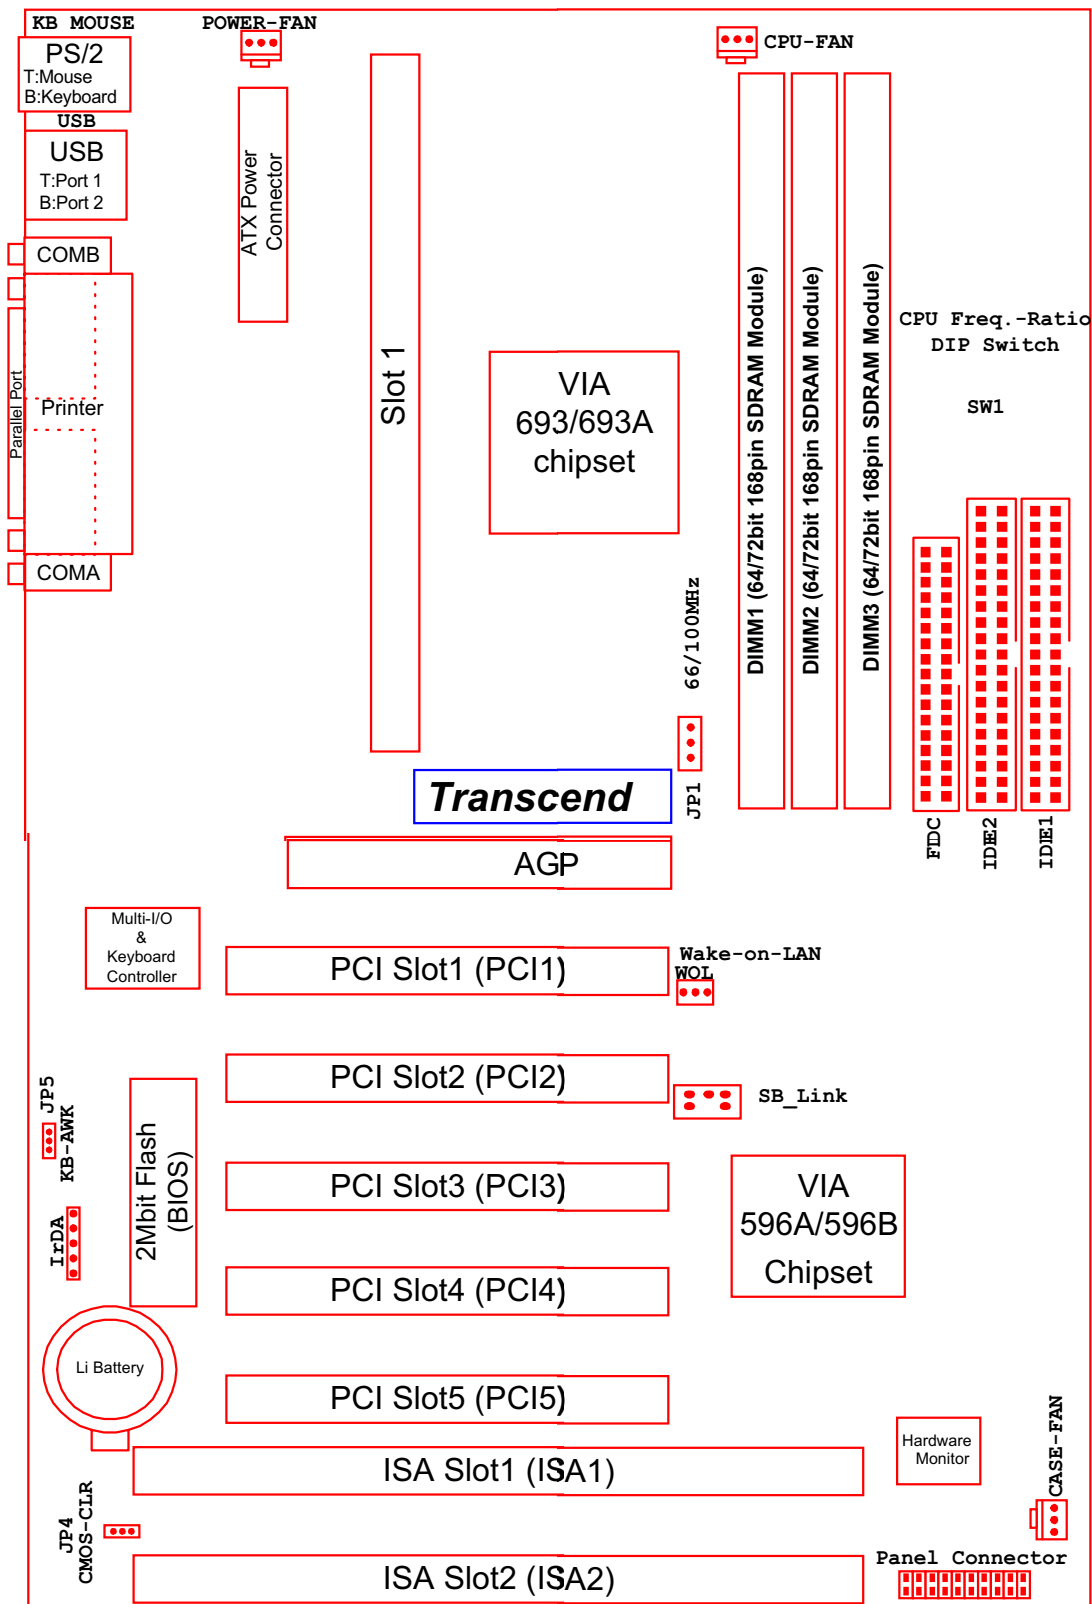 KB MOUSE
POWER-FAN
CPU-FAN
PS/2
T:Mouse
B:Keyboard
USB
USB
T:Port 1
B:Port 2
ATX Power
Connector
COMB
Parallel Port
Printer
COMA
Slot 1
VIA
693/693A
chipset
DIMM1 (64/72bit 168pin SDRAM Module)
DIMM2 (64/72bit 168pin SDRAM Module)
DIMM3 (64/72bit 168pin SDRAM Module)
CPU Freq.-Ratio
DIP Switch
SW1
66/100MHz
JP1
Transcend
FDC
IDE2
IDE1
AGP
Multi-I/O
&
Keyboard
Controller
PCI Slot1 (PCI1)
Wake-on-LAN
WOL
PCI Slot2 (PCI2)
SB_Link
JP5
KB-AWK
2Mbit Flash
(BIOS)
PCI Slot3 (PCI3)
VIA
596A/596B
Chipset
IrDA
PCI Slot4 (PCI4)
Li Battery
PCI Slot5 (PCI5)
Hardware
Monitor
CASE-FAN
ISA Slot1 (ISA1)
JP4
CMOS-CLR
Panel Connector
ISA Slot2 (ISA2)